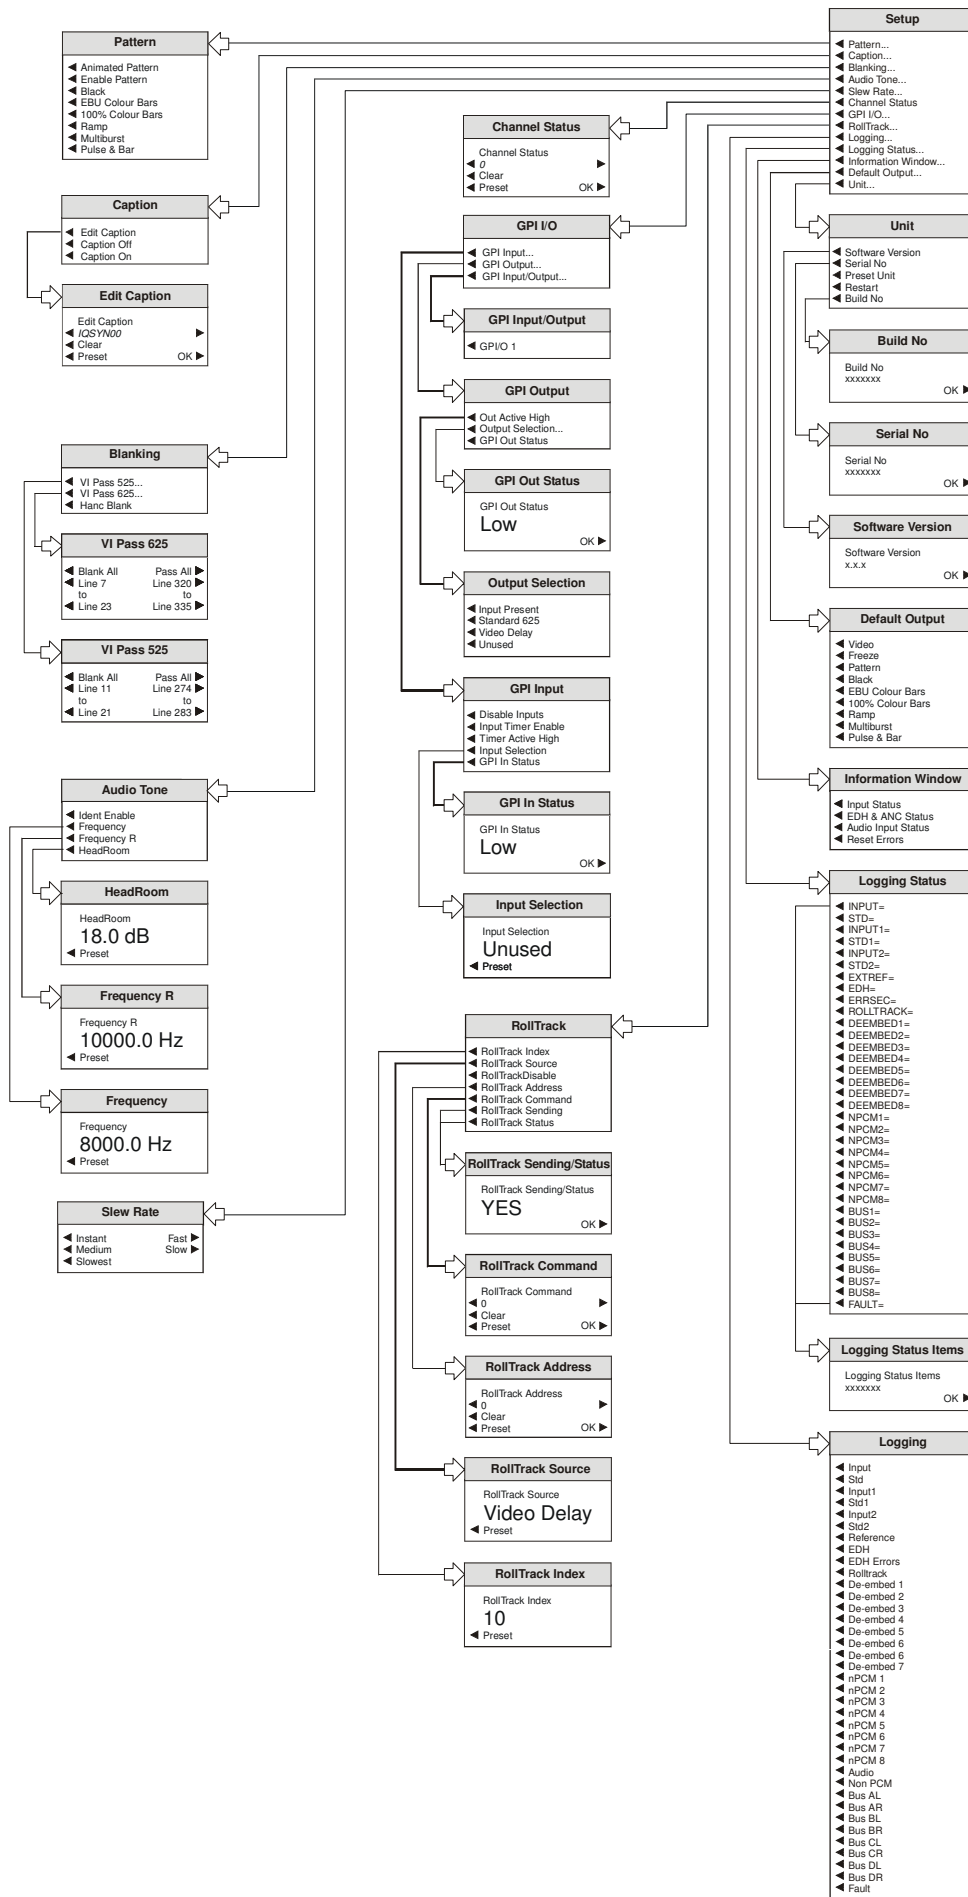 Setup
Pattern...
Caption...
Blanking...
Audio Tone...
Slew Rate...
Channel Status
GPI I/O...
RollTrack...
Logging...
Logging Status...
Information Window...
Default Output...
Unit...
Pattern
Animated Pattern
Enable Pattern
Black
EBU Colour Bars
100% Colour Bars
Ramp
Multiburst
Pulse & Bar
Caption
Edit Caption
Caption Off
Caption On
Edit Caption
Edit Caption
IQSYN00
Clear
Preset OK
Blanking
VI Pass 525...
VI Pass 625...
Hanc Blank
VI Pass 625
Blank All Pass All
Line 7 Line 320
to to
Line 23 Line 335
VI Pass 525
Blank All Pass All
Line 11 Line 274
to to
Line 21 Line 283
Audio Tone
Ident Enable
Frequency
Frequency R
HeadRoom
HeadRoom
HeadRoom
18.0 dB
Preset
Frequency R
Frequency R
10000.0 Hz
Preset
Frequency
Frequency
8000.0 Hz
Preset
Slew Rate
Instant Fast
Medium Slow
Slowest
Channel Status
Channel Status
0
Clear
Preset OK
GPI I/O
GPI Input...
GPI Output...
GPI Input/Output...
GPI Input/Output
GPI/O 1
GPI Output
Out Active High
Output Selection...
GPI Out Status
GPI Out Status
GPI Out Status
Low
OK
Output Selection
Input Present
Standard 625
Video Delay
Unused
GPI Input
Disable Inputs
Input Timer Enable
Timer Active High
Input Selection
GPI In Status
GPI In Status
GPI In Status
Low
OK
Input Selection
Input Selection
Unused
Preset
RollTrack
RollTrack Index
RollTrack Source
RollTrackDisable
RollTrack Address
RollTrack Command
RollTrack Sending
RollTrack Status
RollTrack Sending/Status
RollTrack Sending/Status
YES
OK
RollTrack Command
RollTrack Command
0
Clear
Preset OK
RollTrack Address
RollTrack Address
0
Clear
Preset OK
RollTrack Source
RollTrack Source
Video Delay
Preset
RollTrack Index
RollTrack Index
10
Preset
Unit
Software Version
Serial No
Preset Unit
Restart
Build No
Build No
Build No
xxxxxxx
OK
Serial No
Serial No
xxxxxxx
OK
Software Version
Software Version
x.x.x
OK
Default Output
Video
Freeze
Pattern
Black
EBU Colour Bars
100% Colour Bars
Ramp
Multiburst
Pulse & Bar
Information Window
Input Status
EDH & ANC Status
Audio Input Status
Reset Errors
Logging Status
INPUT=
STD=
INPUT1=
STD1=
INPUT2=
STD2=
EXTREF=
EDH=
ERRSEC=
ROLLTRACK=
DEEMBED1=
DEEMBED2=
DEEMBED3=
DEEMBED4=
DEEMBED5=
DEEMBED6=
DEEMBED7=
DEEMBED8=
NPCM1=
NPCM2=
NPCM3=
NPCM4=
NPCM5=
NPCM6=
NPCM7=
NPCM8=
BUS1=
BUS2=
BUS3=
BUS4=
BUS5=
BUS6=
BUS7=
BUS8=
FAULT=
Logging Status Items
Logging Status Items
xxxxxxx
OK
Logging
Input
Std
Input1
Std1
Input2
Std2
Reference
EDH
EDH Errors
Rolltrack
De-embed 1
De-embed 2
De-embed 3
De-embed 4
De-embed 5
De-embed 6
De-embed 6
De-embed 7
nPCM 1
nPCM 2
nPCM 3
nPCM 4
nPCM 5
nPCM 6
nPCM 7
nPCM 8
Audio
Non PCM
Bus AL
Bus AR
Bus BL
Bus BR
Bus CL
Bus CR
Bus DL
Bus DR
Fault